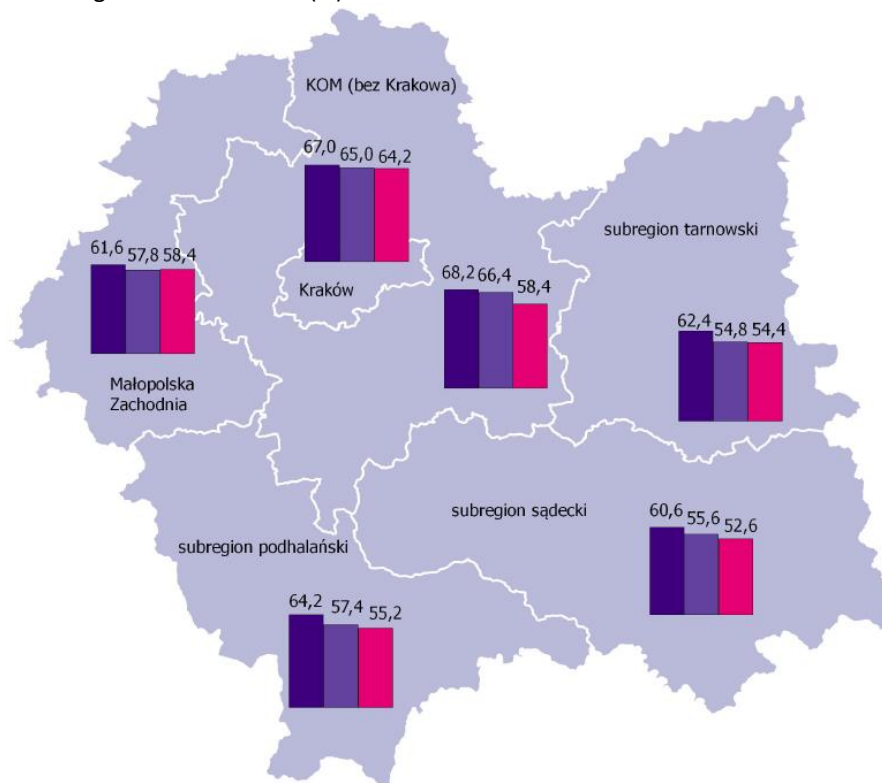 KOM (bez Krakowa)
67,0 65,0 64,2
subregion tarnowski
61,6 57,8 58,4
Kraków
68,2 66,4 58,4
62,4 54,8 54,4
Małopolska
Zachodnia
subregion sądecki
60,6 55,6 52,6
subregion podhalański
64,2 57,4 55,2